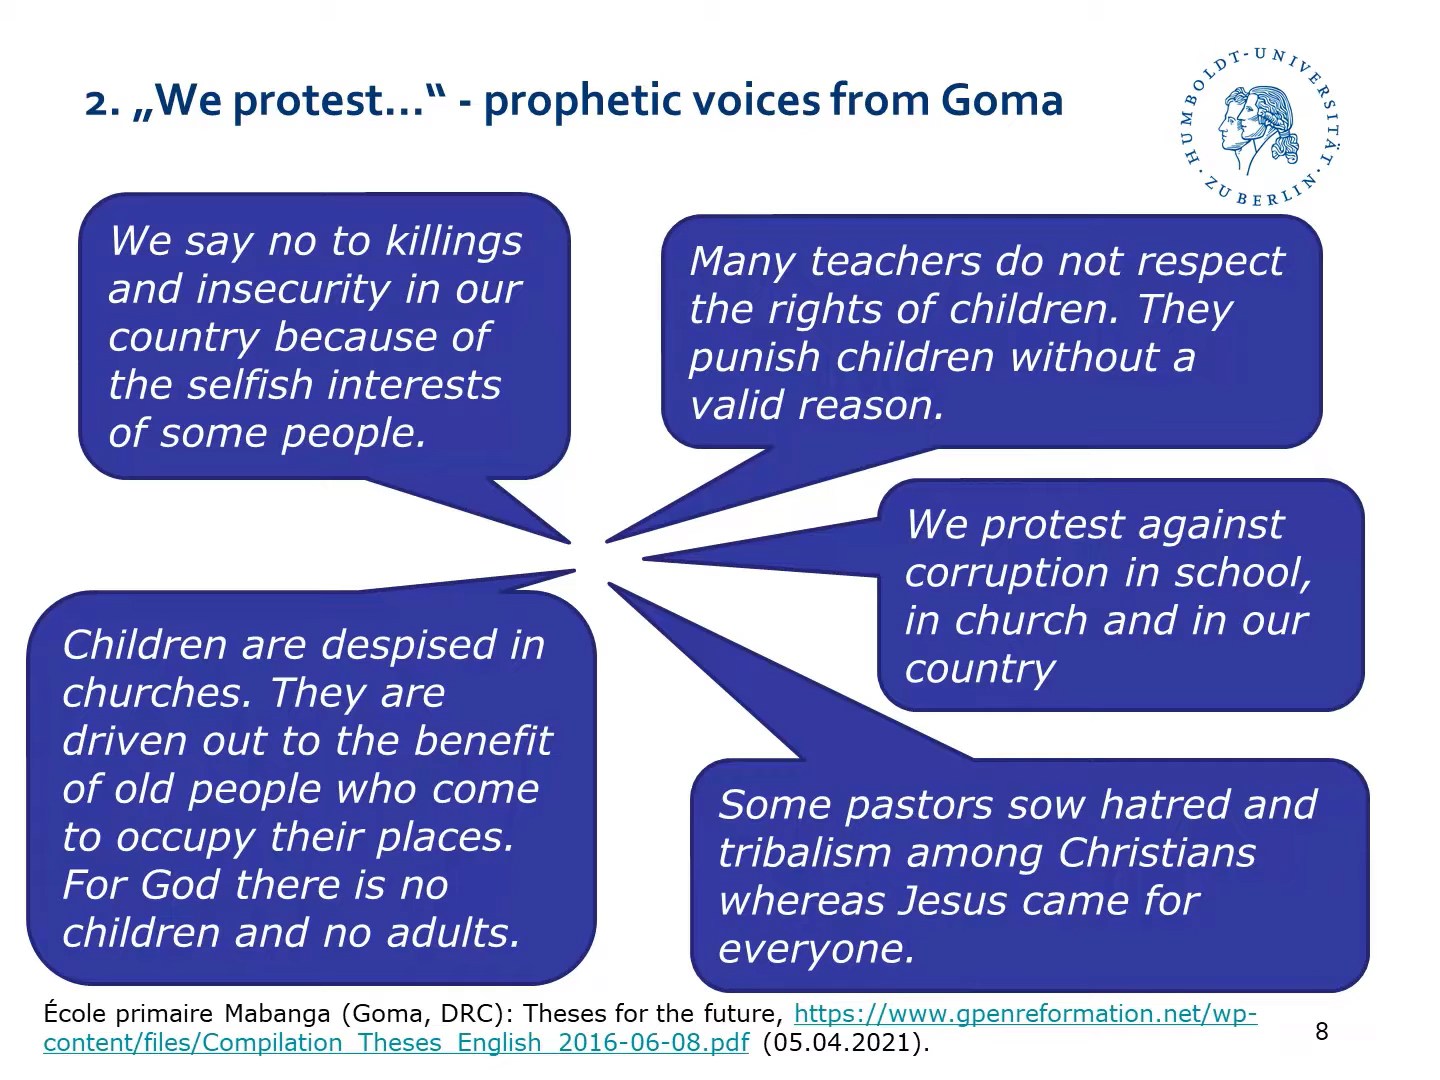 2. „We protest…“ - prophetic voices from Goma
HUMBOLDT-UNIVERSITÄT
ZU BERLIN
We say no to killings
and insecurity in our
country because of
the selfish interests
of some people.
Many teachers do not respect
the rights of children. They
punish children without a
valid reason.
We protest against
corruption in school,
in church and in our
country
Children are despised in
churches. They are
driven out to the benefit
of old people who come
to occupy their places.
For God there is no
children and no adults.
Some pastors sow hatred and
tribalism among Christians
whereas Jesus came for
everyone.
École primaire Mabanga (Goma, DRC): Theses for the future, https://www.gpenreformation.net/wp-
content/files/Compilation_Theses_English_2016-06-08.pdf (05.04.2021).
8